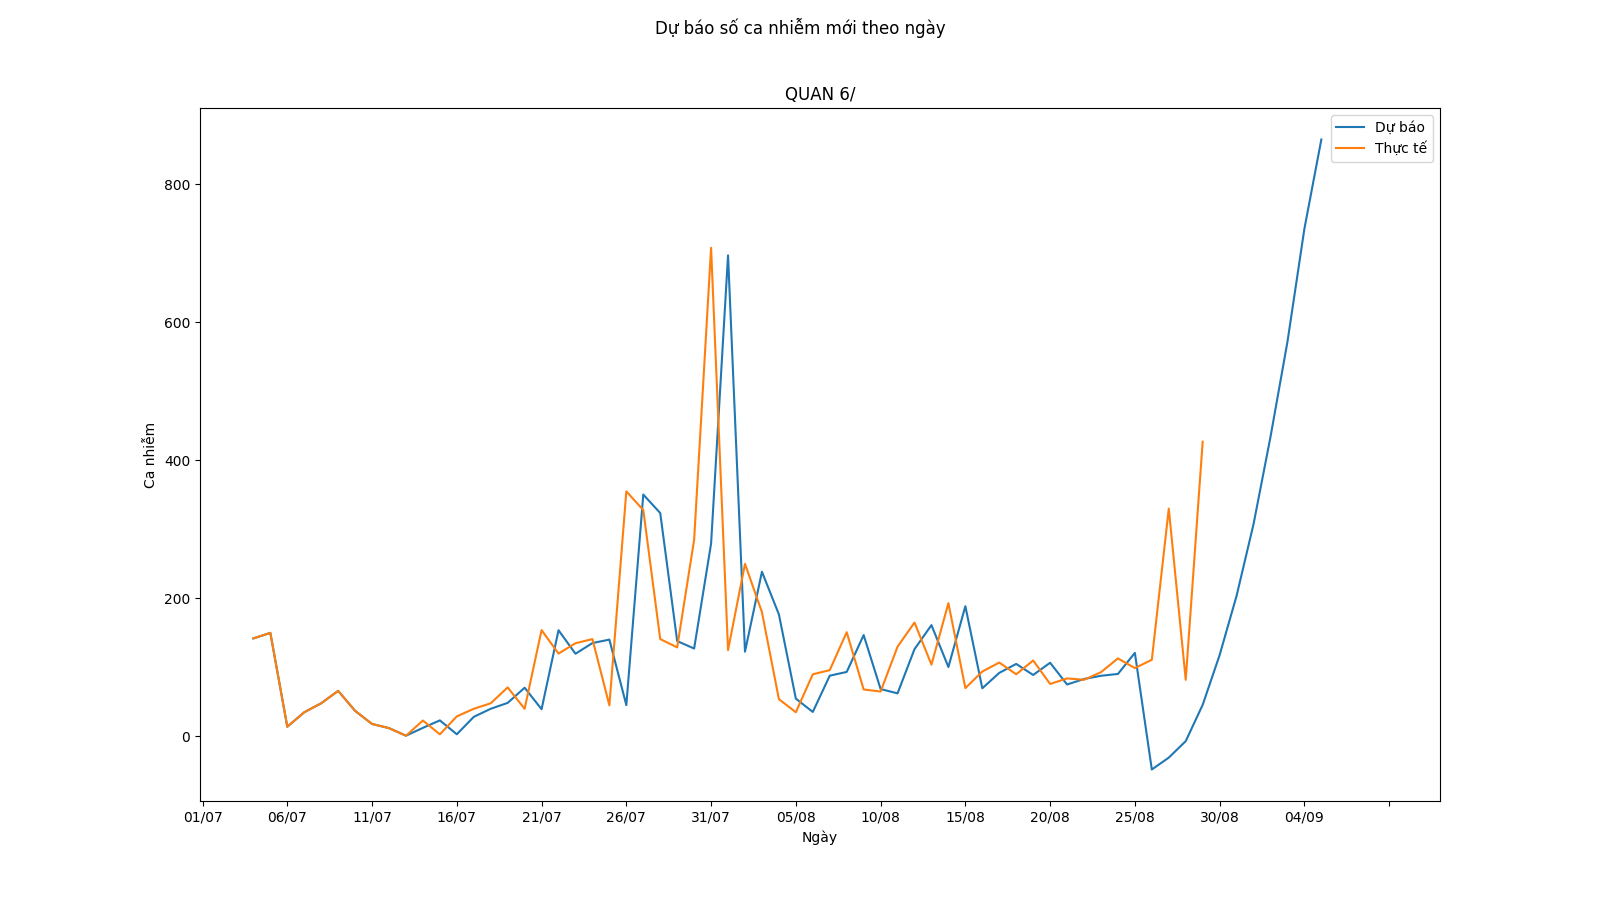 Dự báo số ca nhiễm mới theo ngày
QUAN 6/
Dự báo
Thực tế
800
600
400
200
0
Ca nhiễm
01/07 06/07 11/07 16/07 21/07 26/07 31/07 05/08 10/08 15/08 20/08 25/08 30/08 04/09
Ngày